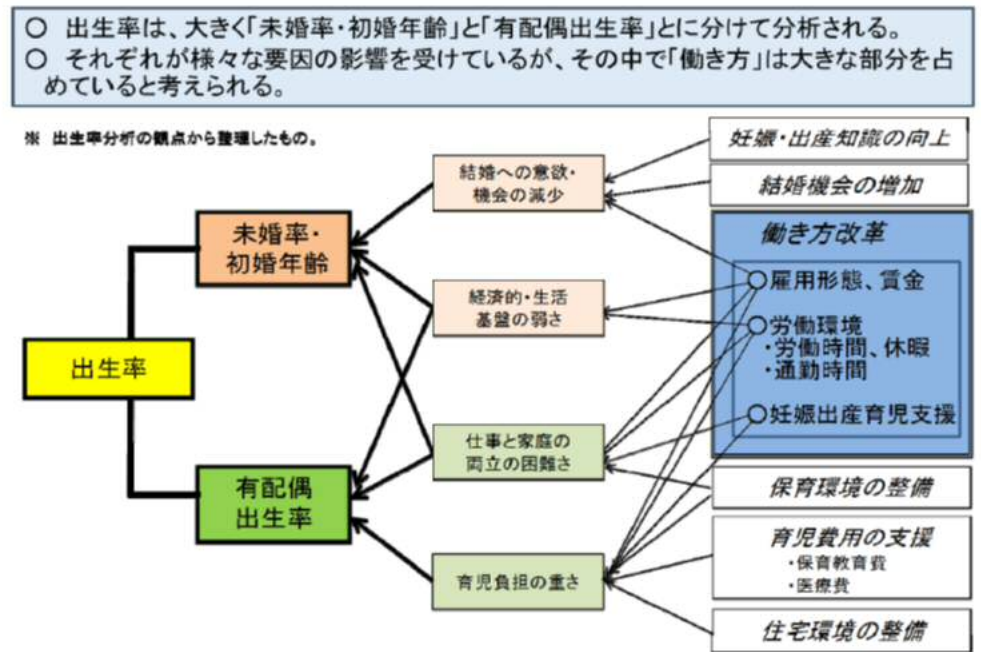 ○ 出生率は、大きく「未婚率・初婚年齢」と「有配偶出生率」とに分けて分析される。
○ それぞれが様々な要因の影響を受けているが、その中で「働き方」は大きな部分を占
めていると考えられる。
※ 出生率分析の観点から整理したもの。
出生率
未婚率・
初婚年齢
有配偶
出生率
結婚への意欲・
機会の減少
経済的・生活
基盤の弱さ
仕事と家庭の
両立の困難さ
育児負担の重さ
妊娠・出産知識の向上
結婚機会の増加
働き方改革
○雇用形態、賃金
○労働環境
・労働時間、休暇
・通勤時間
○妊娠出産育児支援
保育環境の整備
育児費用の支援
・保育教育費
・医療費
住宅環境の整備